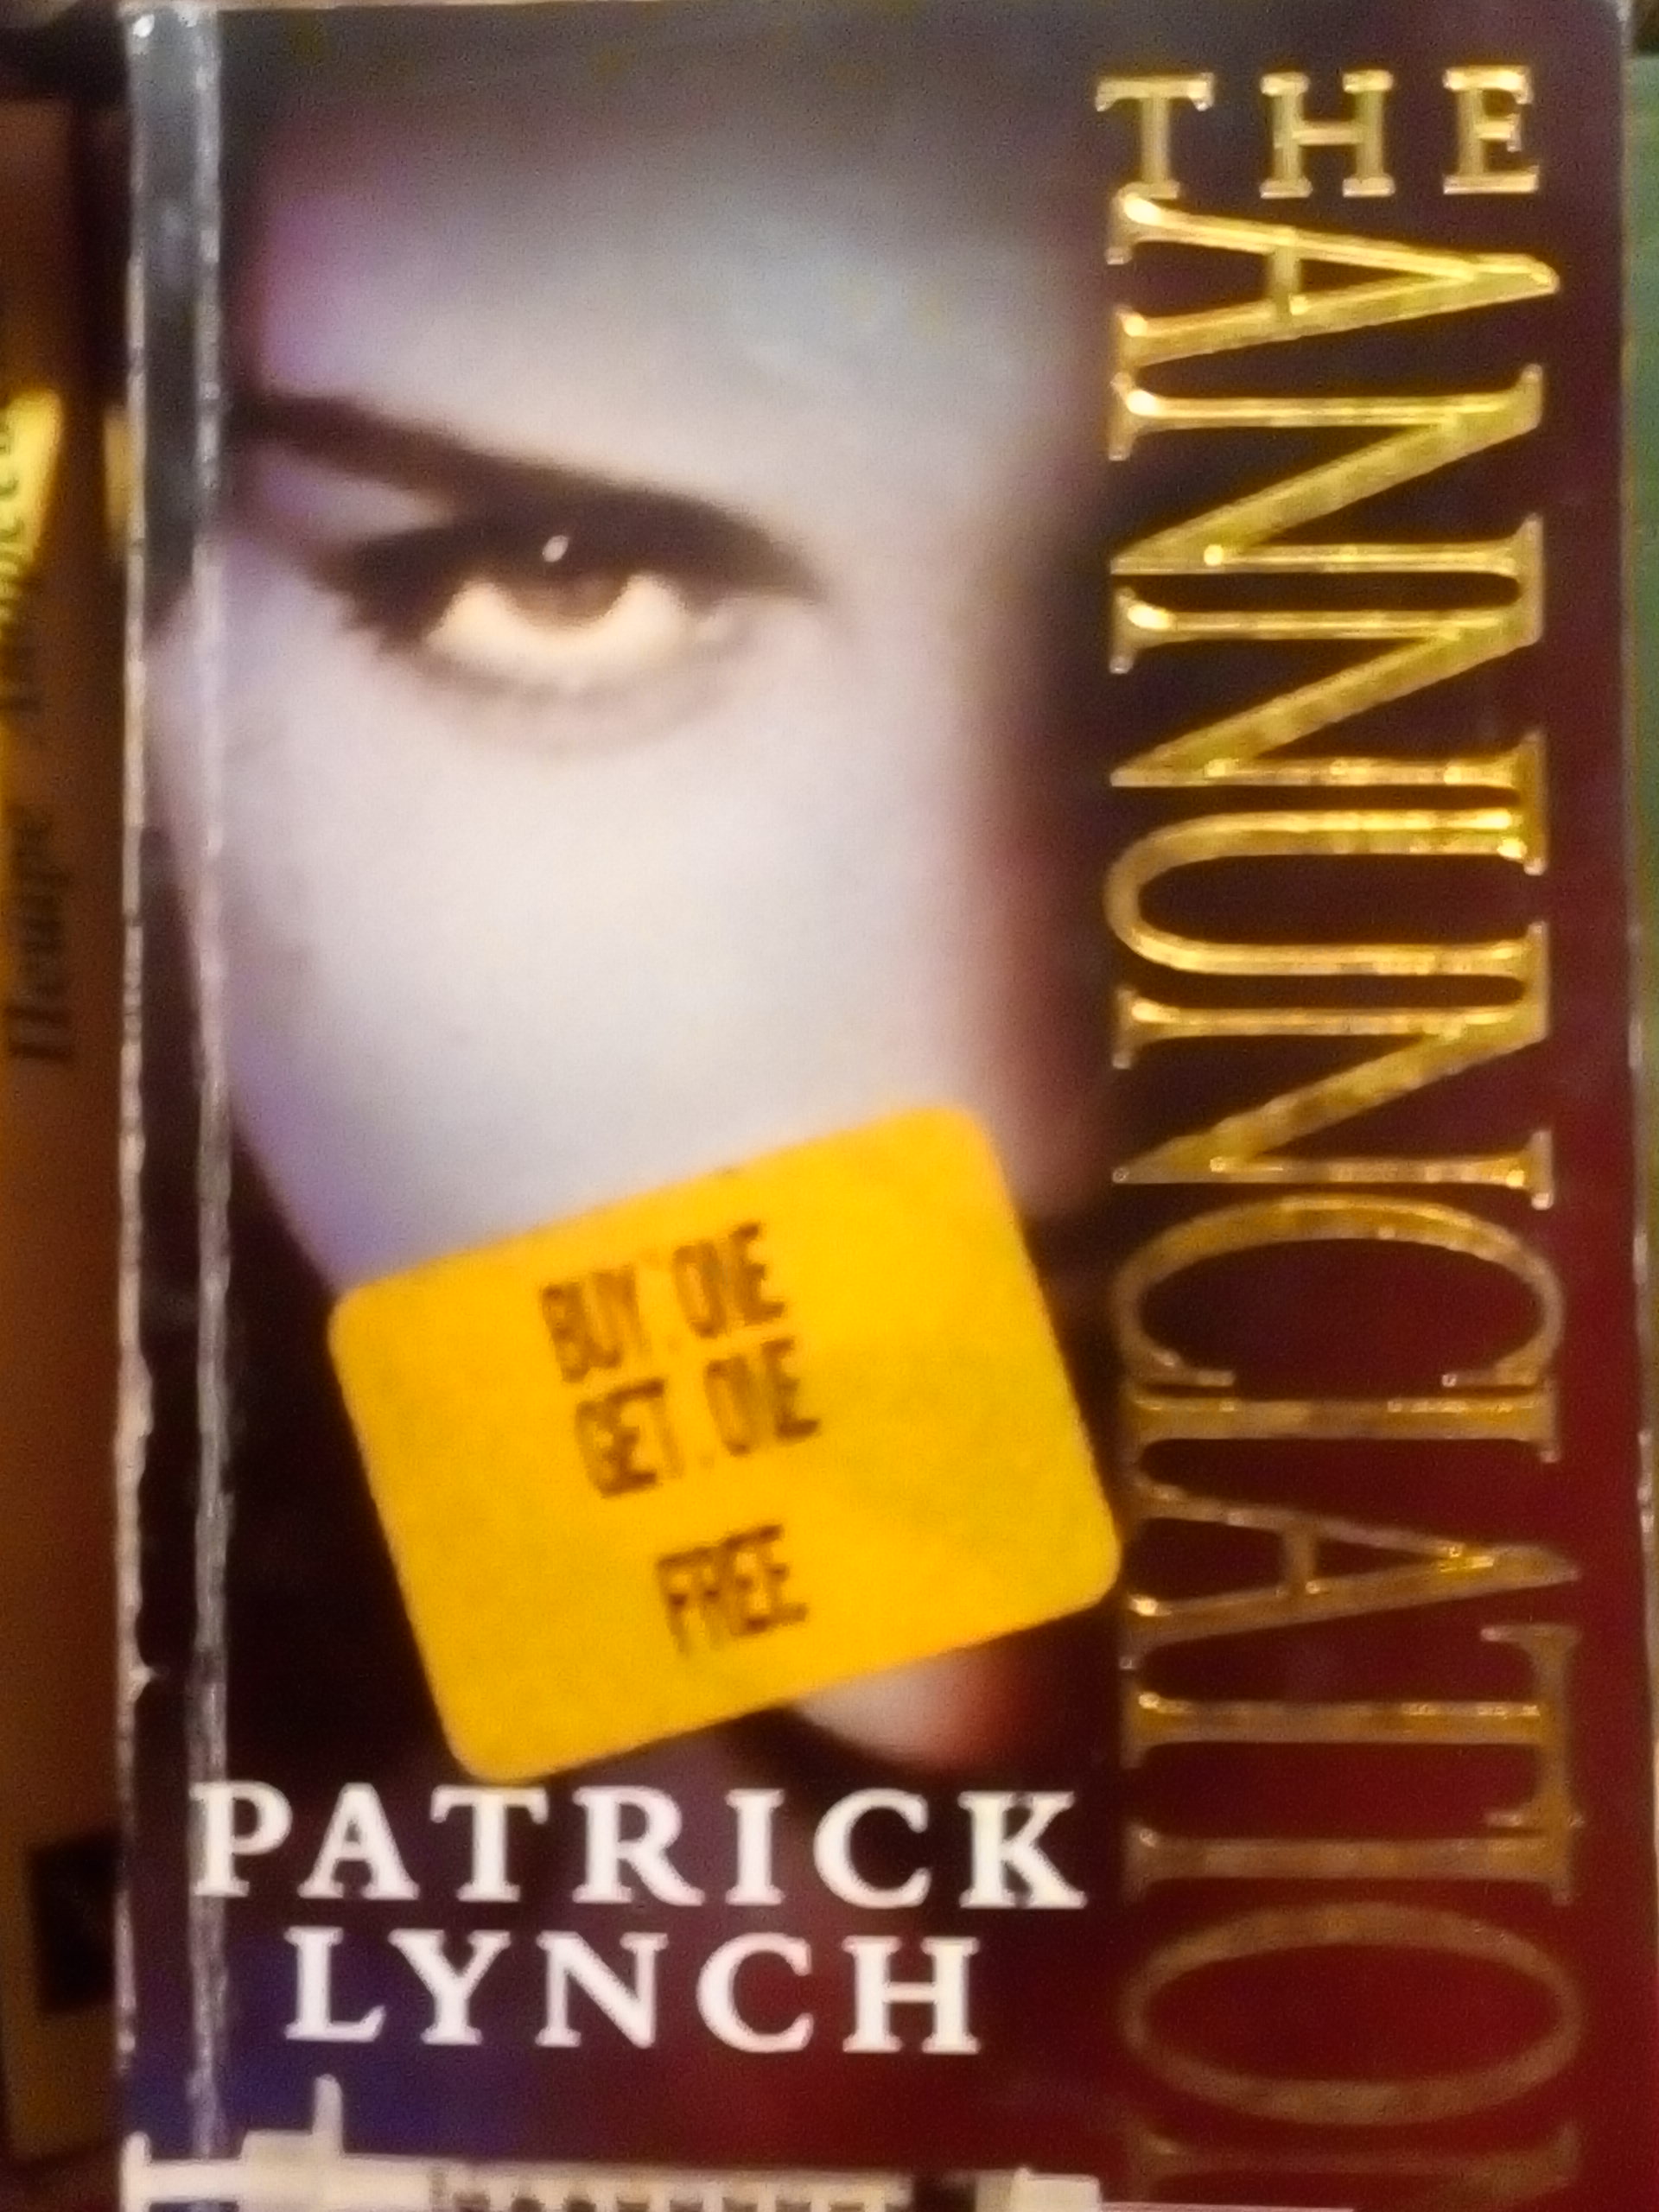 THE
ANNUNCIATIO
BUY.ONE
GET.ONE
FREE
PATRICK
LYNCH